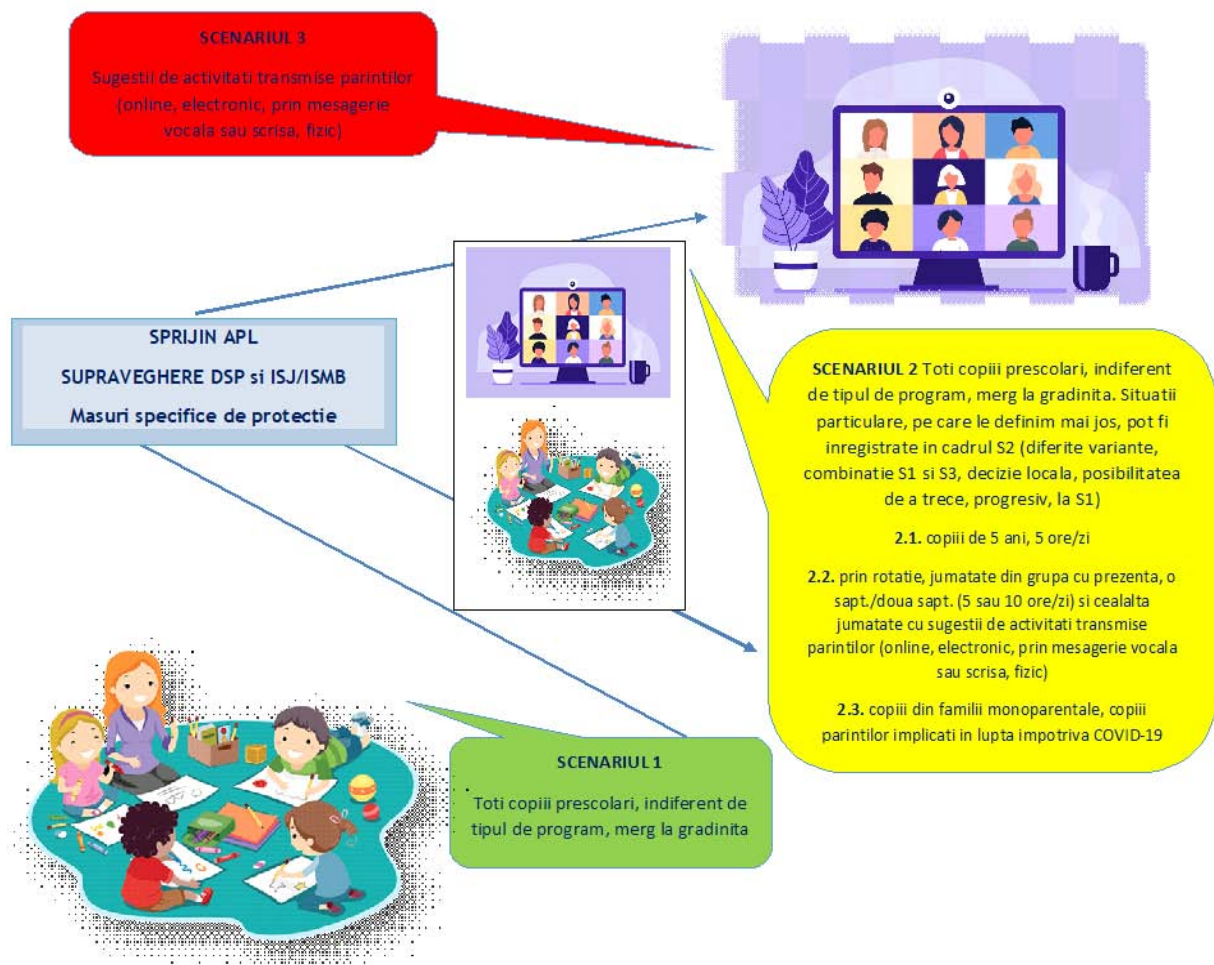 SCENARIUL 3
Sugestii de activitati transmise parintilor
(online, electronic, prin mesagerie
vocala sau scrisa, fizic)
SPRIJIN APL
SUPRAVEGHERE DSP si ISJ/ISMB
Masuri specifice de protectie
SCENARIUL 2 Toti copiii prescolari, indiferent
de tipul de program, merg la gradinita. Situatii
particulare, pe care le definim mai jos, pot fi
inregistrate in cadrul S2 (diferite variante,
combinatie S1 si S3, decizie locala, posibilitatea
de a trece, progresiv, la S1)
2.1. copiii de 5 ani, 5 ore/zi
2.2. prin rotatie, jumatate din grupa cu prezenta, o
sapt./doua sapt. (5 sau 10 ore/zi) si cealalta
jumatate cu sugestii de activitati transmise
parintilor (online, electronic, prin mesagerie vocala
sau scrisa, fizic)
2.3. copiii din familii monoparentale, copiii
parintilor implicati in lupta impotriva COVID-19
SCENARIUL 1
Toti copiii prescolari, indiferent de
tipul de program, merg la gradinita